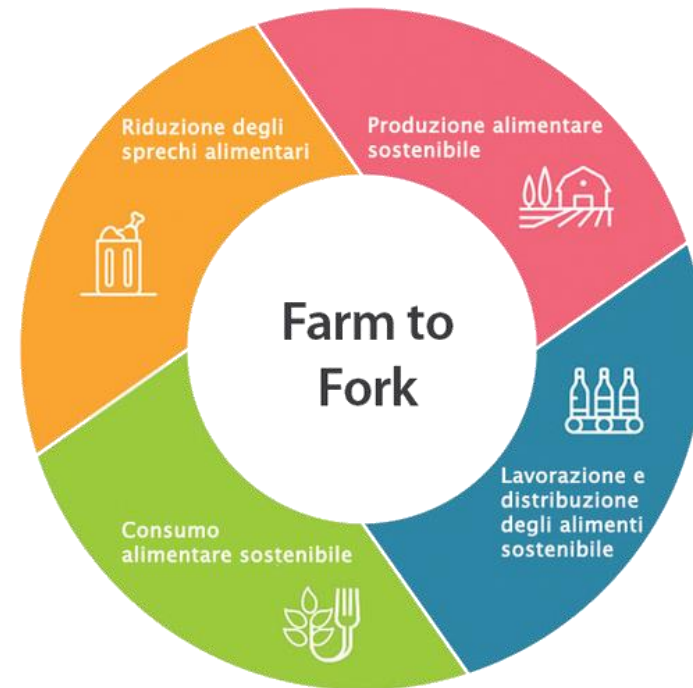 Riduzione degli
sprechi alimentari
Produzione alimentare
sostenibile
Farm to
Fork
Lavorazione e
distribuzione
degli alimenti
sostenibile
Consumo
alimentare sostenibile